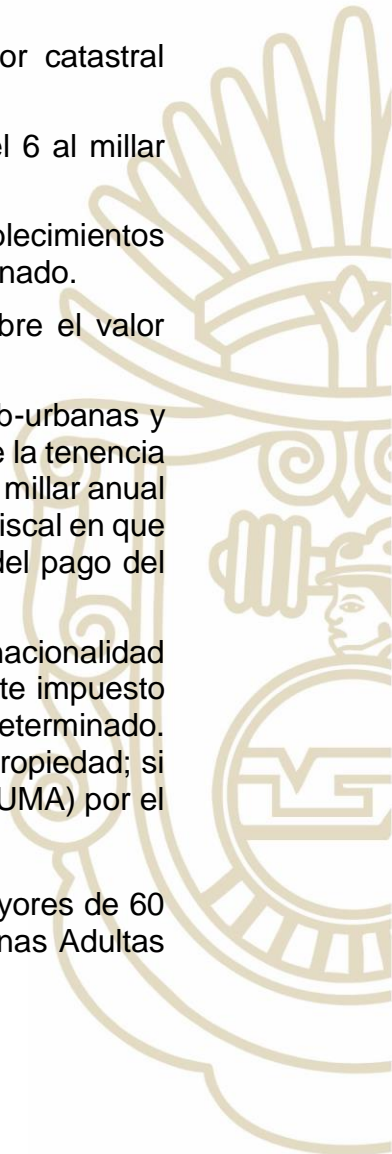 or catastral
el 6 al millar
blecimientos
nado.
bre el valor
b-urbanas y
e la tenencia
millar anual
iscal en que
del pago del
nacionalidad
te impuesto
eterminado.
ropiedad; si
UMA) por el
yores de 60
nas Adultas